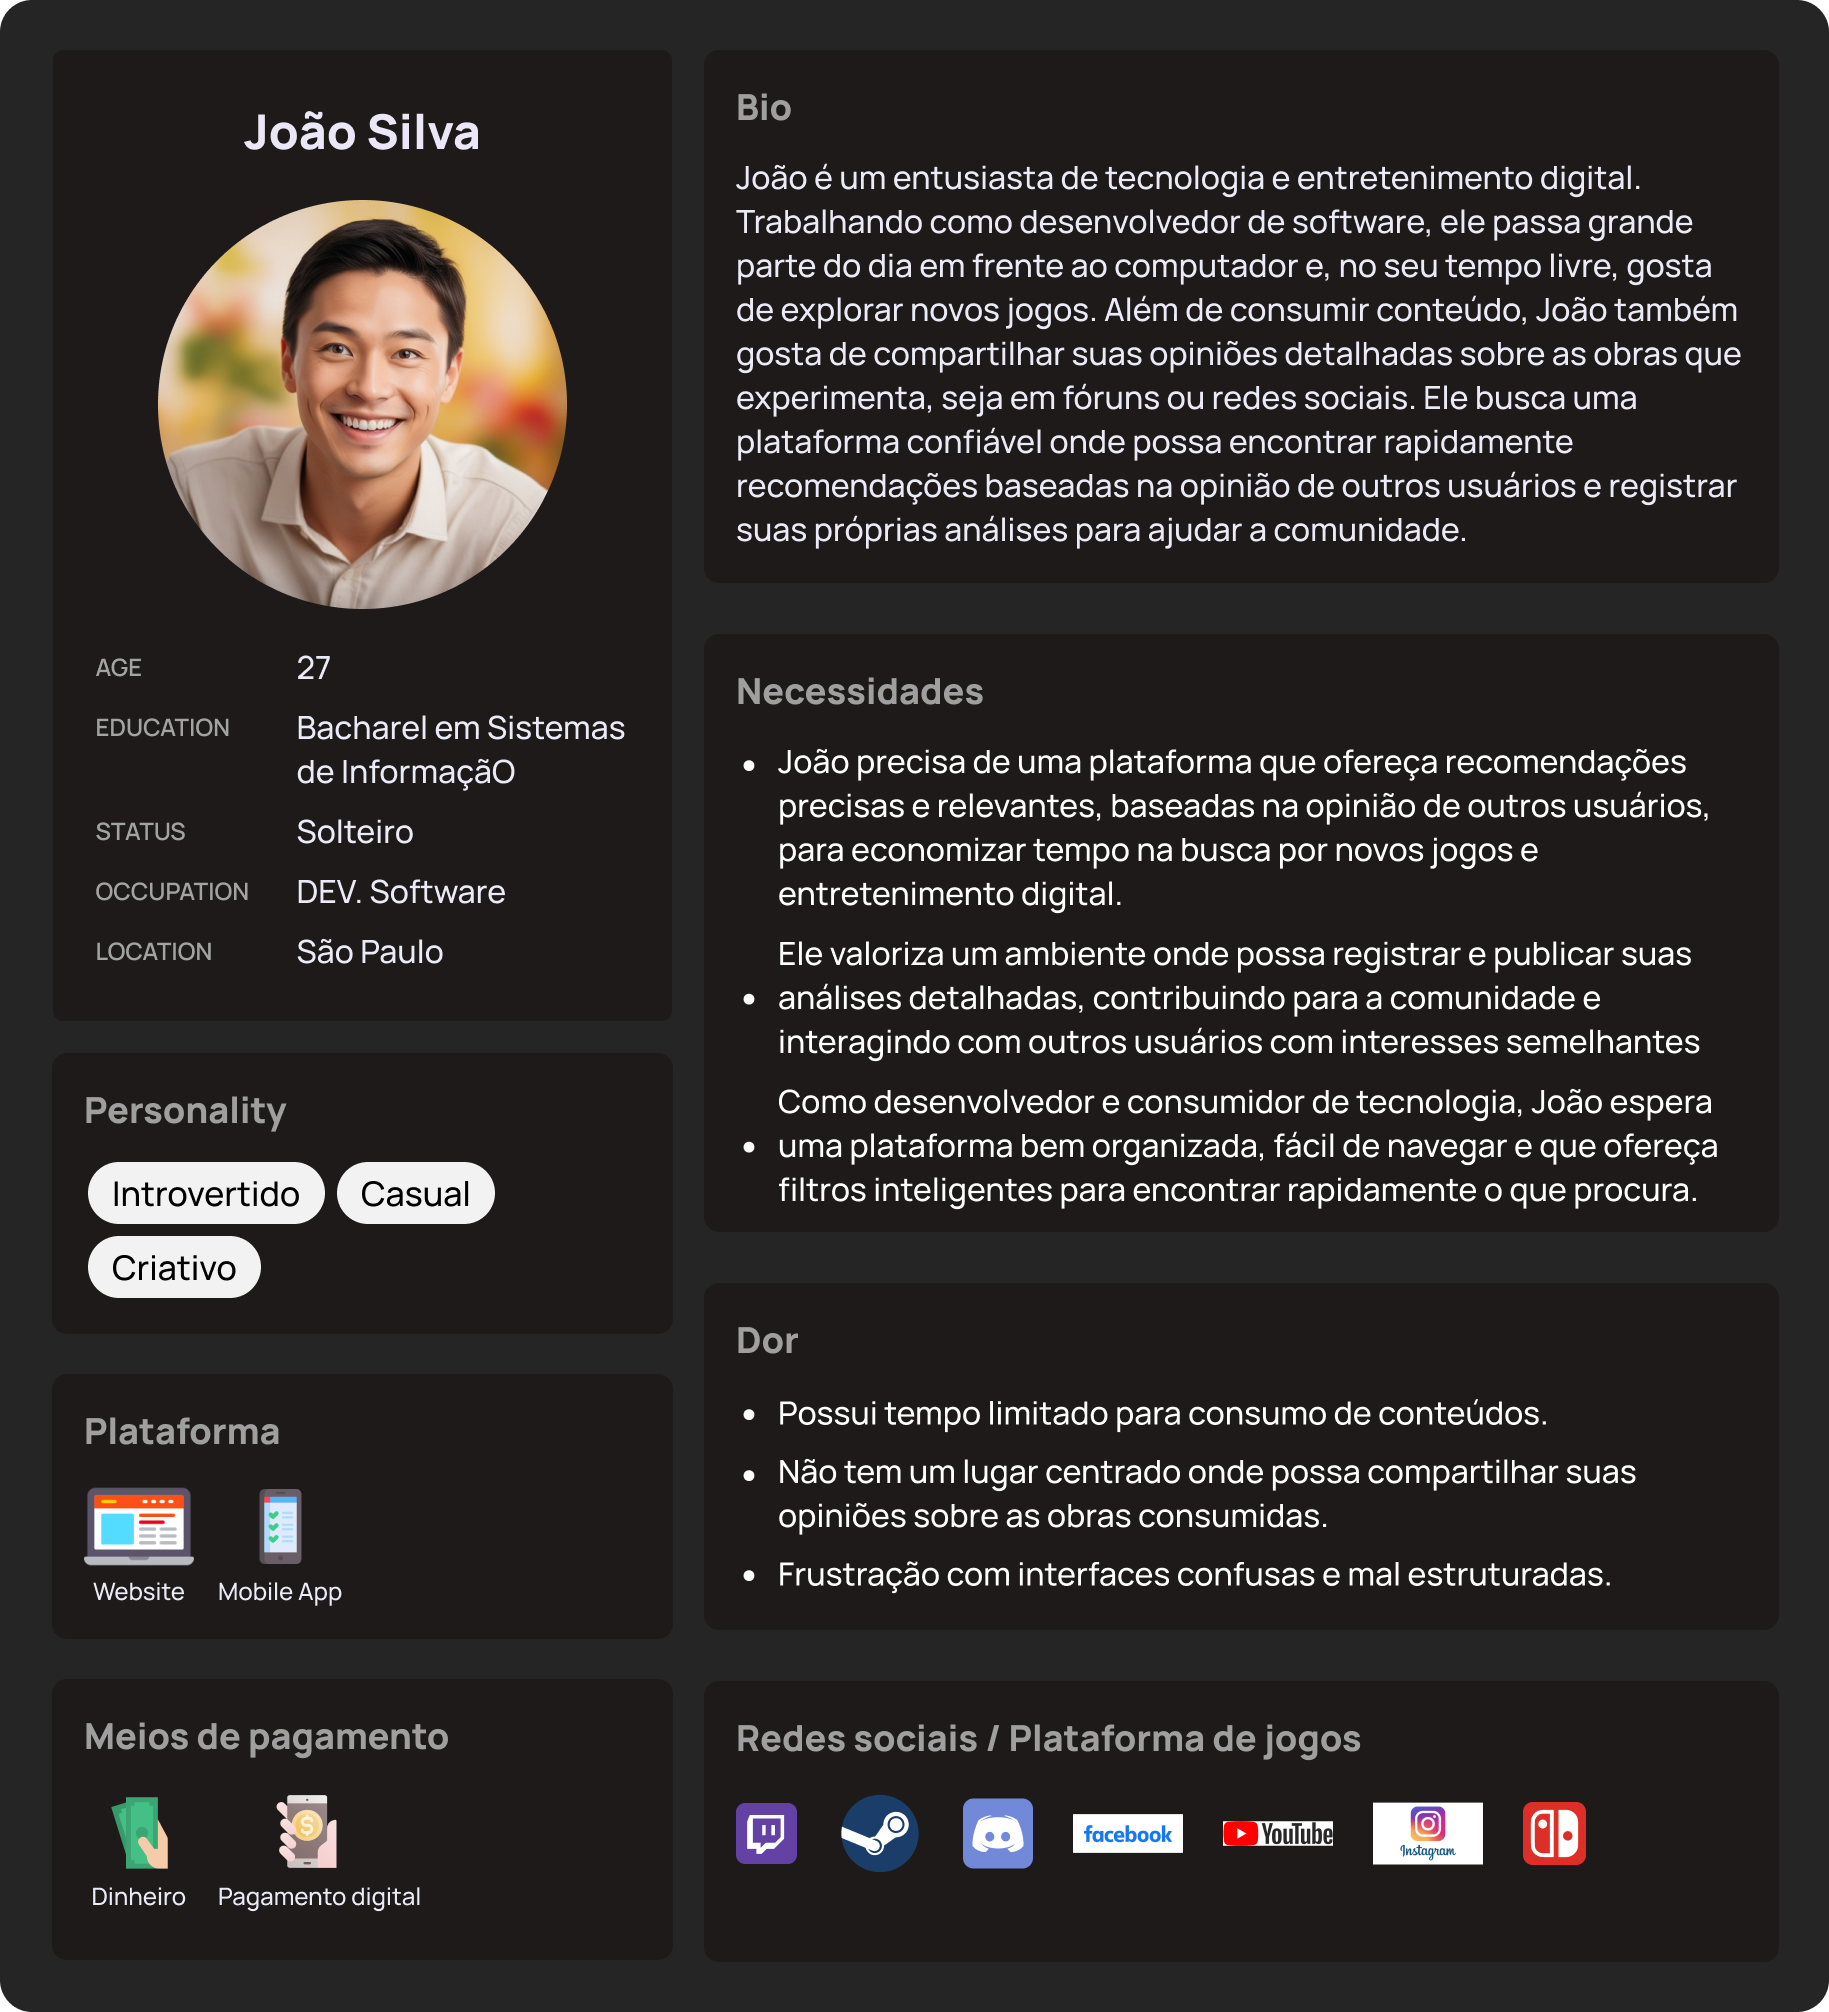 João Silva
AGE 27
EDUCATION Bacharel em Sistemas
de InformaçãO
STATUS Solteiro
OCCUPATION DEV. Software
LOCATION São Paulo
Personality
Introvertido Casual
Criativo
Plataforma
Website Mobile App
Meios de pagamento
Dinheiro Pagamento digital
Bio
João é um entusiasta de tecnologia e entretenimento digital.
Trabalhando como desenvolvedor de software, ele passa grande
parte do dia em frente ao computador e, no seu tempo livre, gosta
de explorar novos jogos. Além de consumir conteúdo, João também
gosta de compartilhar suas opiniões detalhadas sobre as obras que
experimenta, seja em fóruns ou redes sociais. Ele busca uma
plataforma confiável onde possa encontrar rapidamente
recomendações baseadas na opinião de outros usuários e registrar
suas próprias análises para ajudar a comunidade.
Necessidades
• João precisa de uma plataforma que ofereça recomendações
precisas e relevantes, baseadas na opinião de outros usuários,
para economizar tempo na busca por novos jogos e
entretenimento digital.
Ele valoriza um ambiente onde possa registrar e publicar suas
• análises detalhadas, contribuindo para a comunidade e
interagindo com outros usuários com interesses semelhantes
Como desenvolvedor e consumidor de tecnologia, João espera
• uma plataforma bem organizada, fácil de navegar e que ofereça
filtros inteligentes para encontrar rapidamente o que procura.
Dor
• Possui tempo limitado para consumo de conteúdos.
• Não tem um lugar centrado onde possa compartilhar suas
opiniões sobre as obras consumidas.
• Frustração com interfaces confusas e mal estruturadas.
Redes sociais / Plataforma de jogos
facebook YouTube Instagram